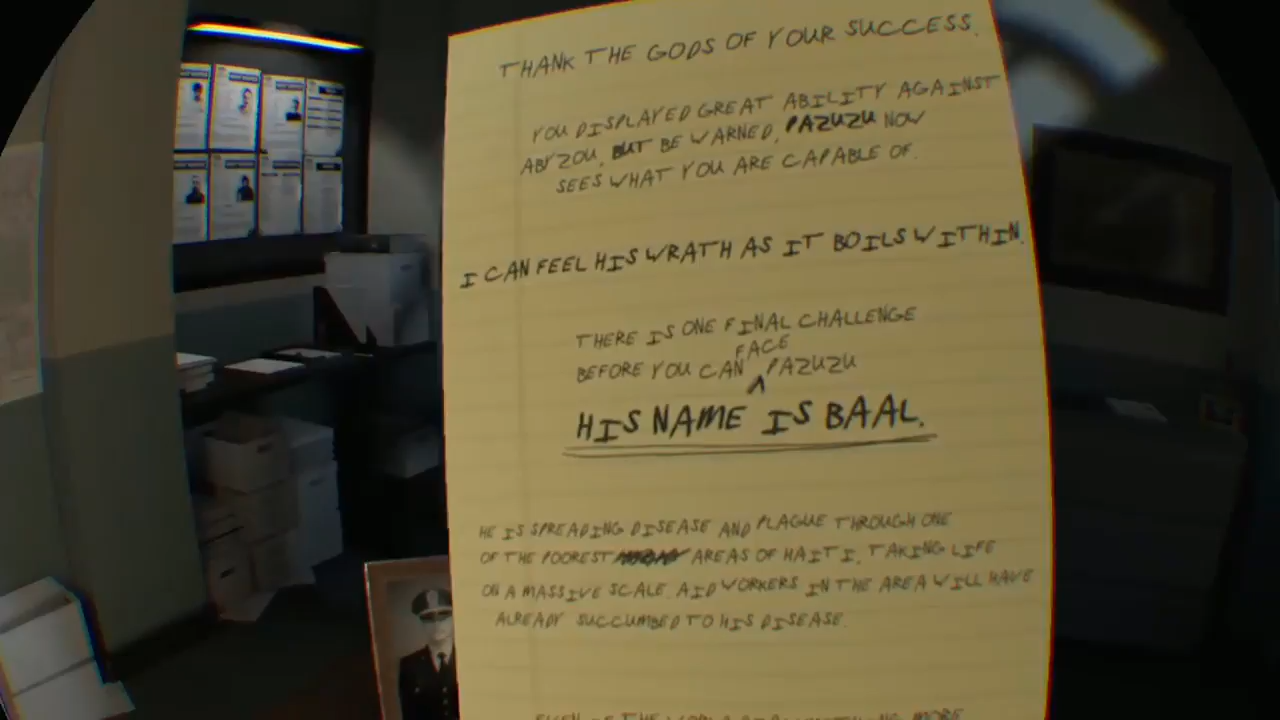 THANK THE GODS OF YOUR SUCCESS.
YOU DISPLAYED GREAT ABILITY AGAINST
ABYZOU, BUT BE WARNED, PAZUZU NOW
SEES WHAT YOU ARE CAPABLE OF.
I CAN FEEL HIS WRATH AS IT BOILS WITHIN.
THERE IS ONE FINAL CHALLENGE
FACE
BEFORE YOU CAN ^ PAZUZU
HIS NAME IS BAAL.
HE IS SPREADING DISEASE AND PLAGUE THROUGH ONE
OF THE POOREST AREAS OF HAITI, TAKING LIFE
ON A MASSIVE SCALE. AID WORKERS IN THE AREA WILL HAVE
ALREADY SUCCUMBED TO HIS DISEASE.